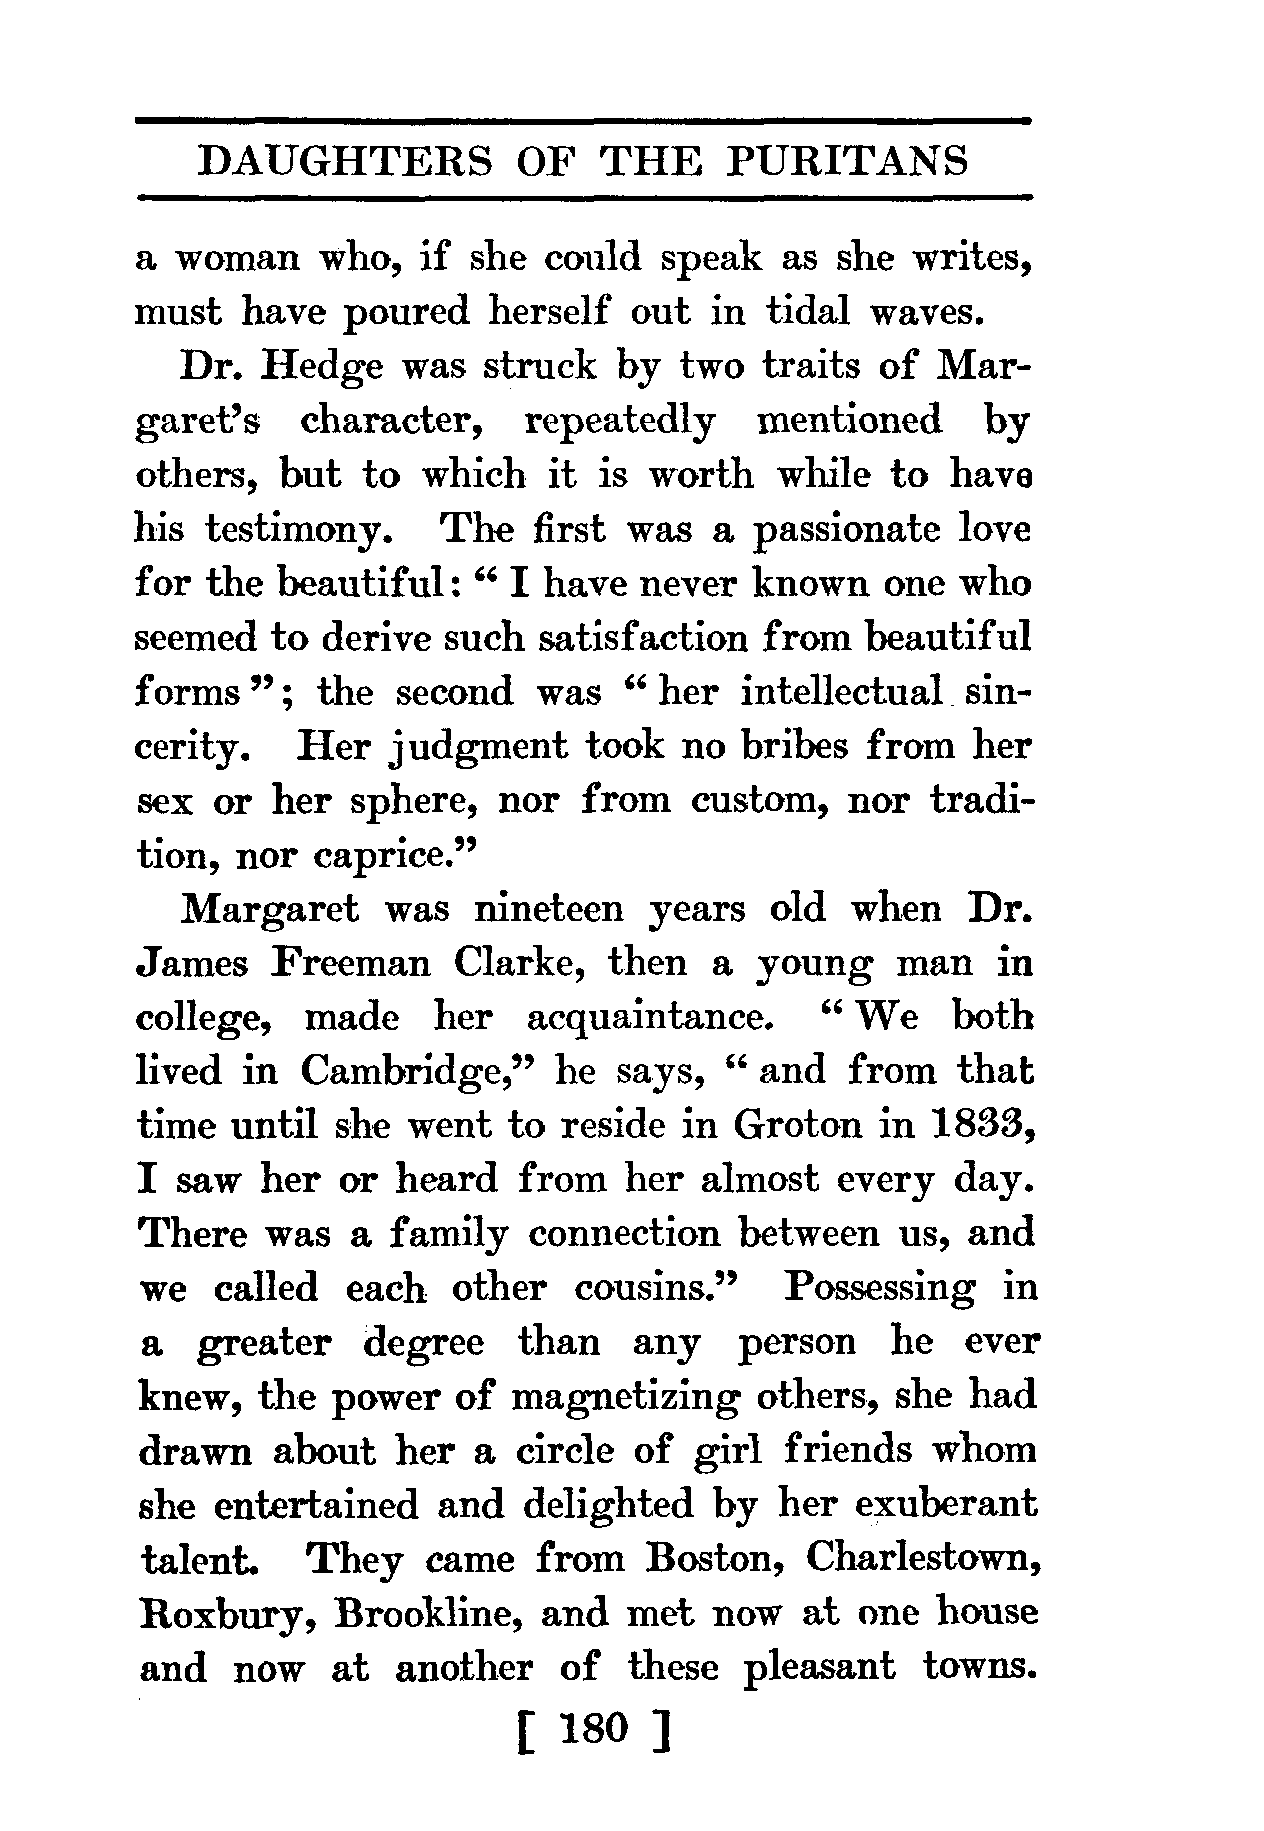 DAUGHTERS OF THE PURITANS
a woman who, if she could speak as she writes,
must have poured herself out in tidal waves.
Dr. Hedge was struck by two traits of Mar-
garet's character, repeatedly mentioned by
others, but to which it is worth while to have
his testimony. The first was a passionate love
for the beautiful: “ I have never known one who
seemed to derive such satisfaction from beautiful
forms ”; the second was “ her intellectual sin-
cerity. Her judgment took no bribes from her
sex or her sphere, nor from custom, nor tradi-
tion, nor caprice.”
Margaret was nineteen years old when Dr.
James Freeman Clarke, then a young man in
college, made her acquaintance. “ We both
lived in Cambridge,” he says, “ and from that
time until she went to reside in Groton in 1833,
I saw her or heard from her almost every day.
There was a family connection between us, and
we called each other cousins.” Possessing in
a greater degree than any person he ever
knew, the power of magnetizing others, she had
drawn about her a circle of girl friends whom
she entertained and delighted by her exuberant
talent. They came from Boston, Charlestown,
Roxbury, Brookline, and met now at one house
and now at another of these pleasant towns.
[ 180 ]